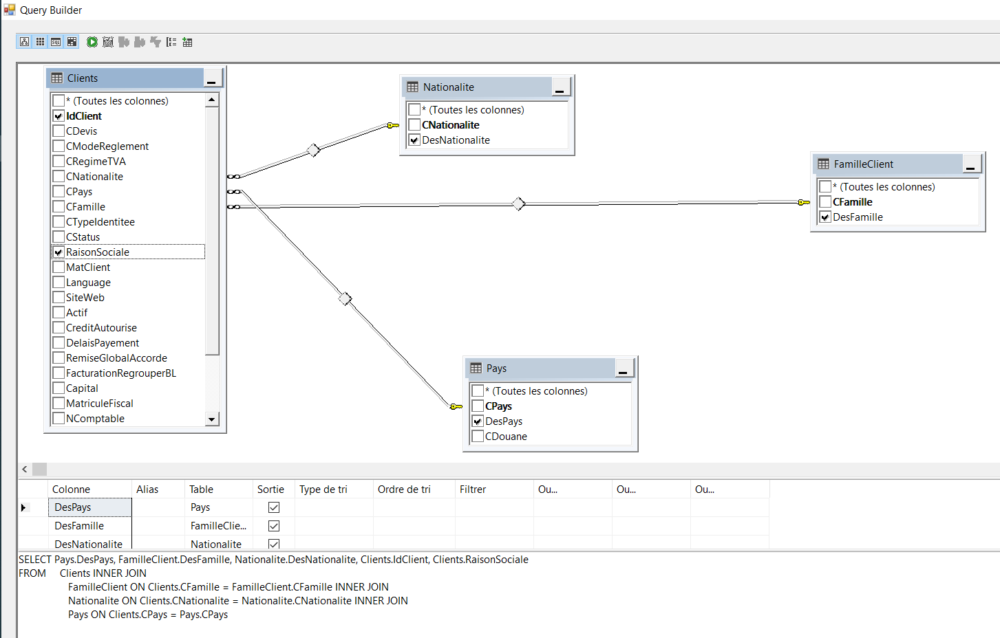 Query Builder
Clients
* (Toutes les colonnes)
IdClient
CDevis
CModeReglement
CRegimeTVA
CNationalite
CPays
CFamille
CTypeIdentitee
CStatus
RaisonSociale
MatClient
Language
SiteWeb
Actif
CreditAutourise
DelaisPayement
RemiseGlobalAccorde
FacturationRegrouperBL
Capital
MatriculeFiscal
NComptable
Nationalite
* (Toutes les colonnes)
CNationalite
DesNationalite
FamilleClient
* (Toutes les colonnes)
CFamille
DesFamille
Pays
* (Toutes les colonnes)
CPays
DesPays
CDouane
Colonne Alias Table Sortie Type de tri Ordre de tri Filtrer Ou... Ou... Ou...
DesPays Pays
DesFamille FamilleClie...
DesNationalite Nationalite
SELECT Pays.DesPays, FamilleClient.DesFamille, Nationalite.DesNationalite, Clients.IdClient, Clients.RaisonSociale
FROM Clients INNER JOIN
FamilleClient ON Clients.CFamille = FamilleClient.CFamille INNER JOIN
Nationalite ON Clients.CNationalite = Nationalite.CNationalite INNER JOIN
Pays ON Clients.CPays = Pays.CPays